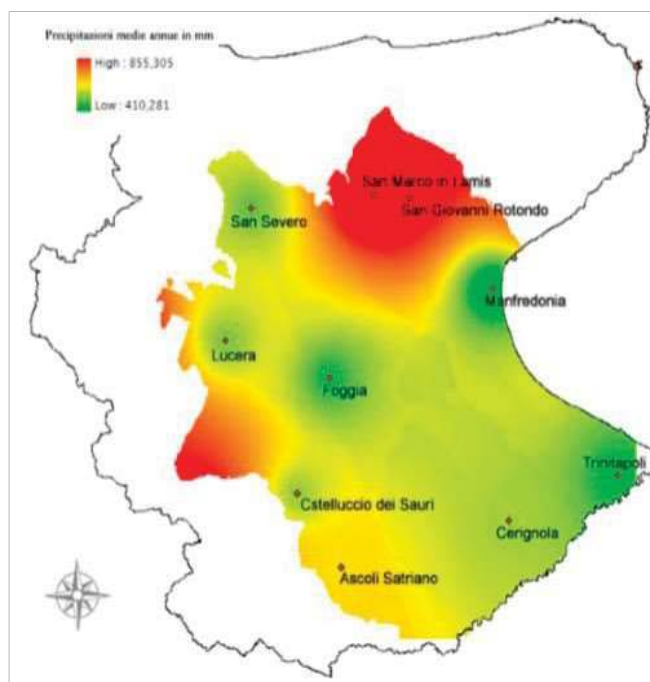 Precipitazioni medie annue in mm
High : 855,305
Low : 410,281
San Marco in Lamis
San Giovanni Rotondo
San Severo
Manfredonia
Lucera
Foggia
Trinitapoli
Cstelluccio dei Sauri
Cerignola
Ascoli Satriano